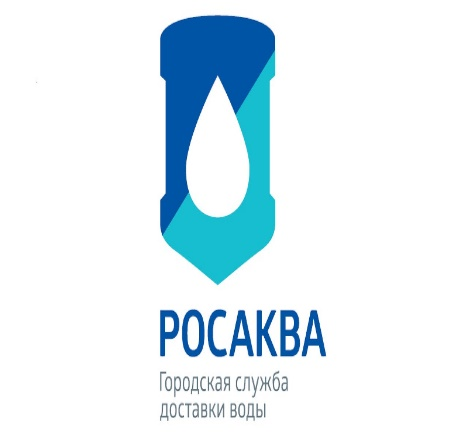 РОСАКВА
Городская служба
доставки воды